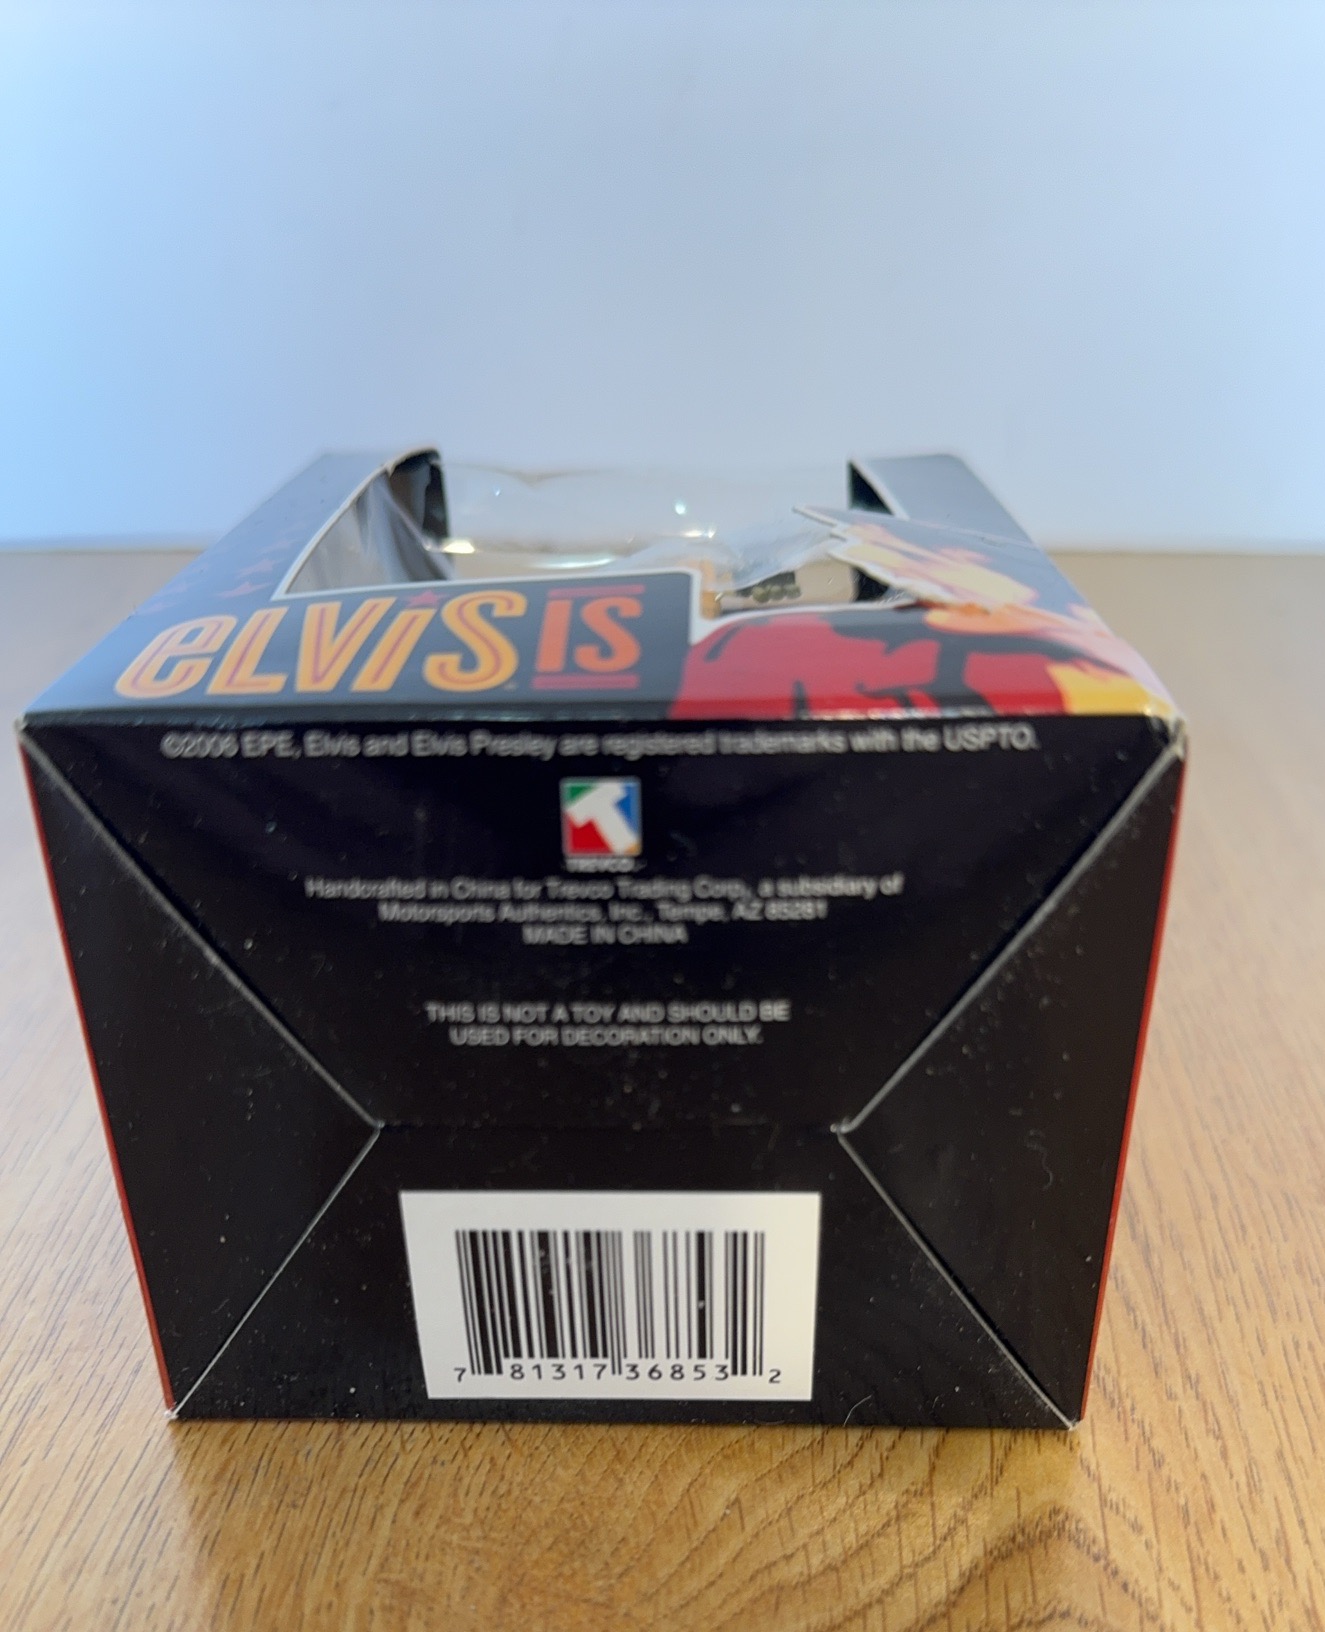 eLViS IS
©2006 EPE, Elvis and Elvis Presley are registered trademarks with the USPTO.
TREVCO
Handcrafted in China for Trevco Trading Corp., a subsidiary of
Motorsports Authentics, Inc., Tempe, AZ 85281
MADE IN CHINA
THIS IS NOT A TOY AND SHOULD BE
USED FOR DECORATION ONLY.
7 81317 36853 2